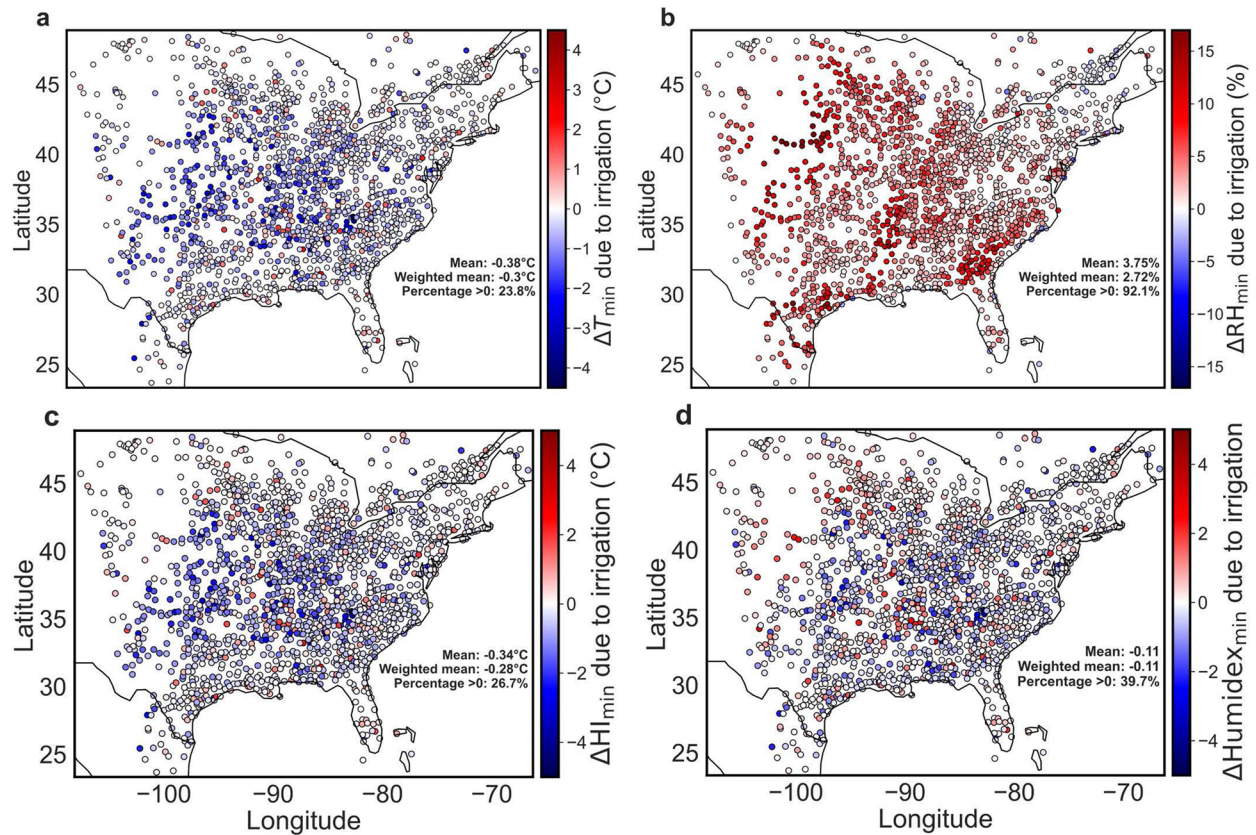 a
b
45
40
35
30
25
Latitude
Mean: -0.38°C
Weighted mean: -0.3°C
Percentage >0: 23.8%
4
3
2
1
0
−1
−2
−3
−4
ΔTmin due to irrigation (°C)
45
40
35
30
25
Latitude
Mean: 3.75%
Weighted mean: 2.72%
Percentage >0: 92.1%
15
10
5
0
−5
−10
−15
ΔRHmin due to irrigation (%)
c
d
45
40
35
30
25
Latitude
Mean: -0.34°C
Weighted mean: -0.28°C
Percentage >0: 26.7%
−100
−90
−80
−70
Longitude
4
2
0
−2
−4
ΔHImin due to irrigation (°C)
45
40
35
30
25
Latitude
Mean: -0.11
Weighted mean: -0.11
Percentage >0: 39.7%
−100
−90
−80
−70
Longitude
4
2
0
−2
−4
ΔHumidexmin due to irrigation